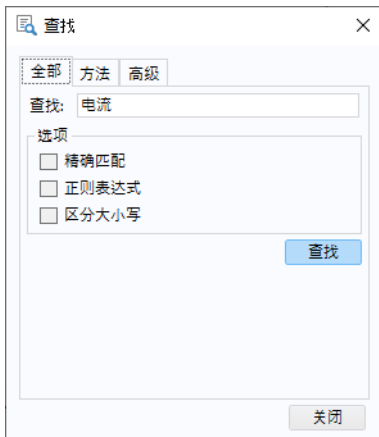 查找
全部 方法 高级
查找: 电流
选项
精确匹配
正则表达式
区分大小写
查找
关闭